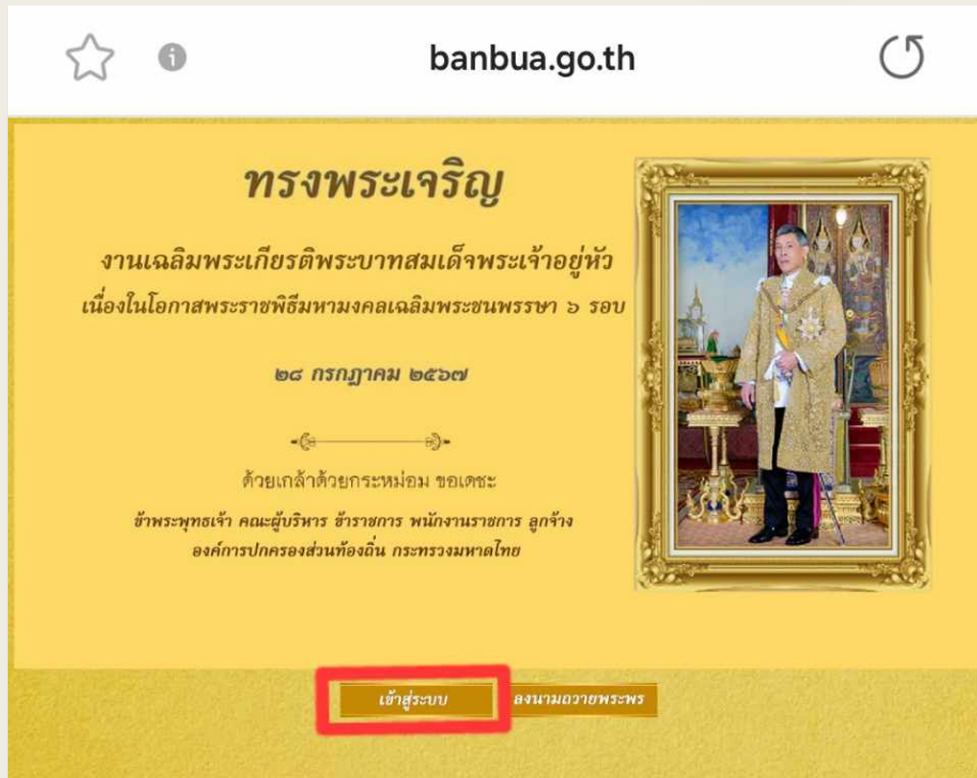 banbua.go.th
ทรงพระเจริญ
งานเฉลิมพระเกียรติพระบาทสมเด็จพระเจ้าอยู่หัว
เนื่องในโอกาสพระราชพิธีมหามงคลเฉลิมพระชนมพรรษา ๖ รอบ
๒๘ กรกฎาคม ๒๕๖๗
ด้วยเกล้าด้วยกระหม่อม ขอเดชะ
ข้าพระพุทธเจ้า คณะผู้บริหาร ข้าราชการ พนักงานราชการ ลูกจ้าง
องค์การปกครองส่วนท้องถิ่น กระทรวงมหาดไทย
เข้าสู่ระบบ ลงนามถวายพระพร